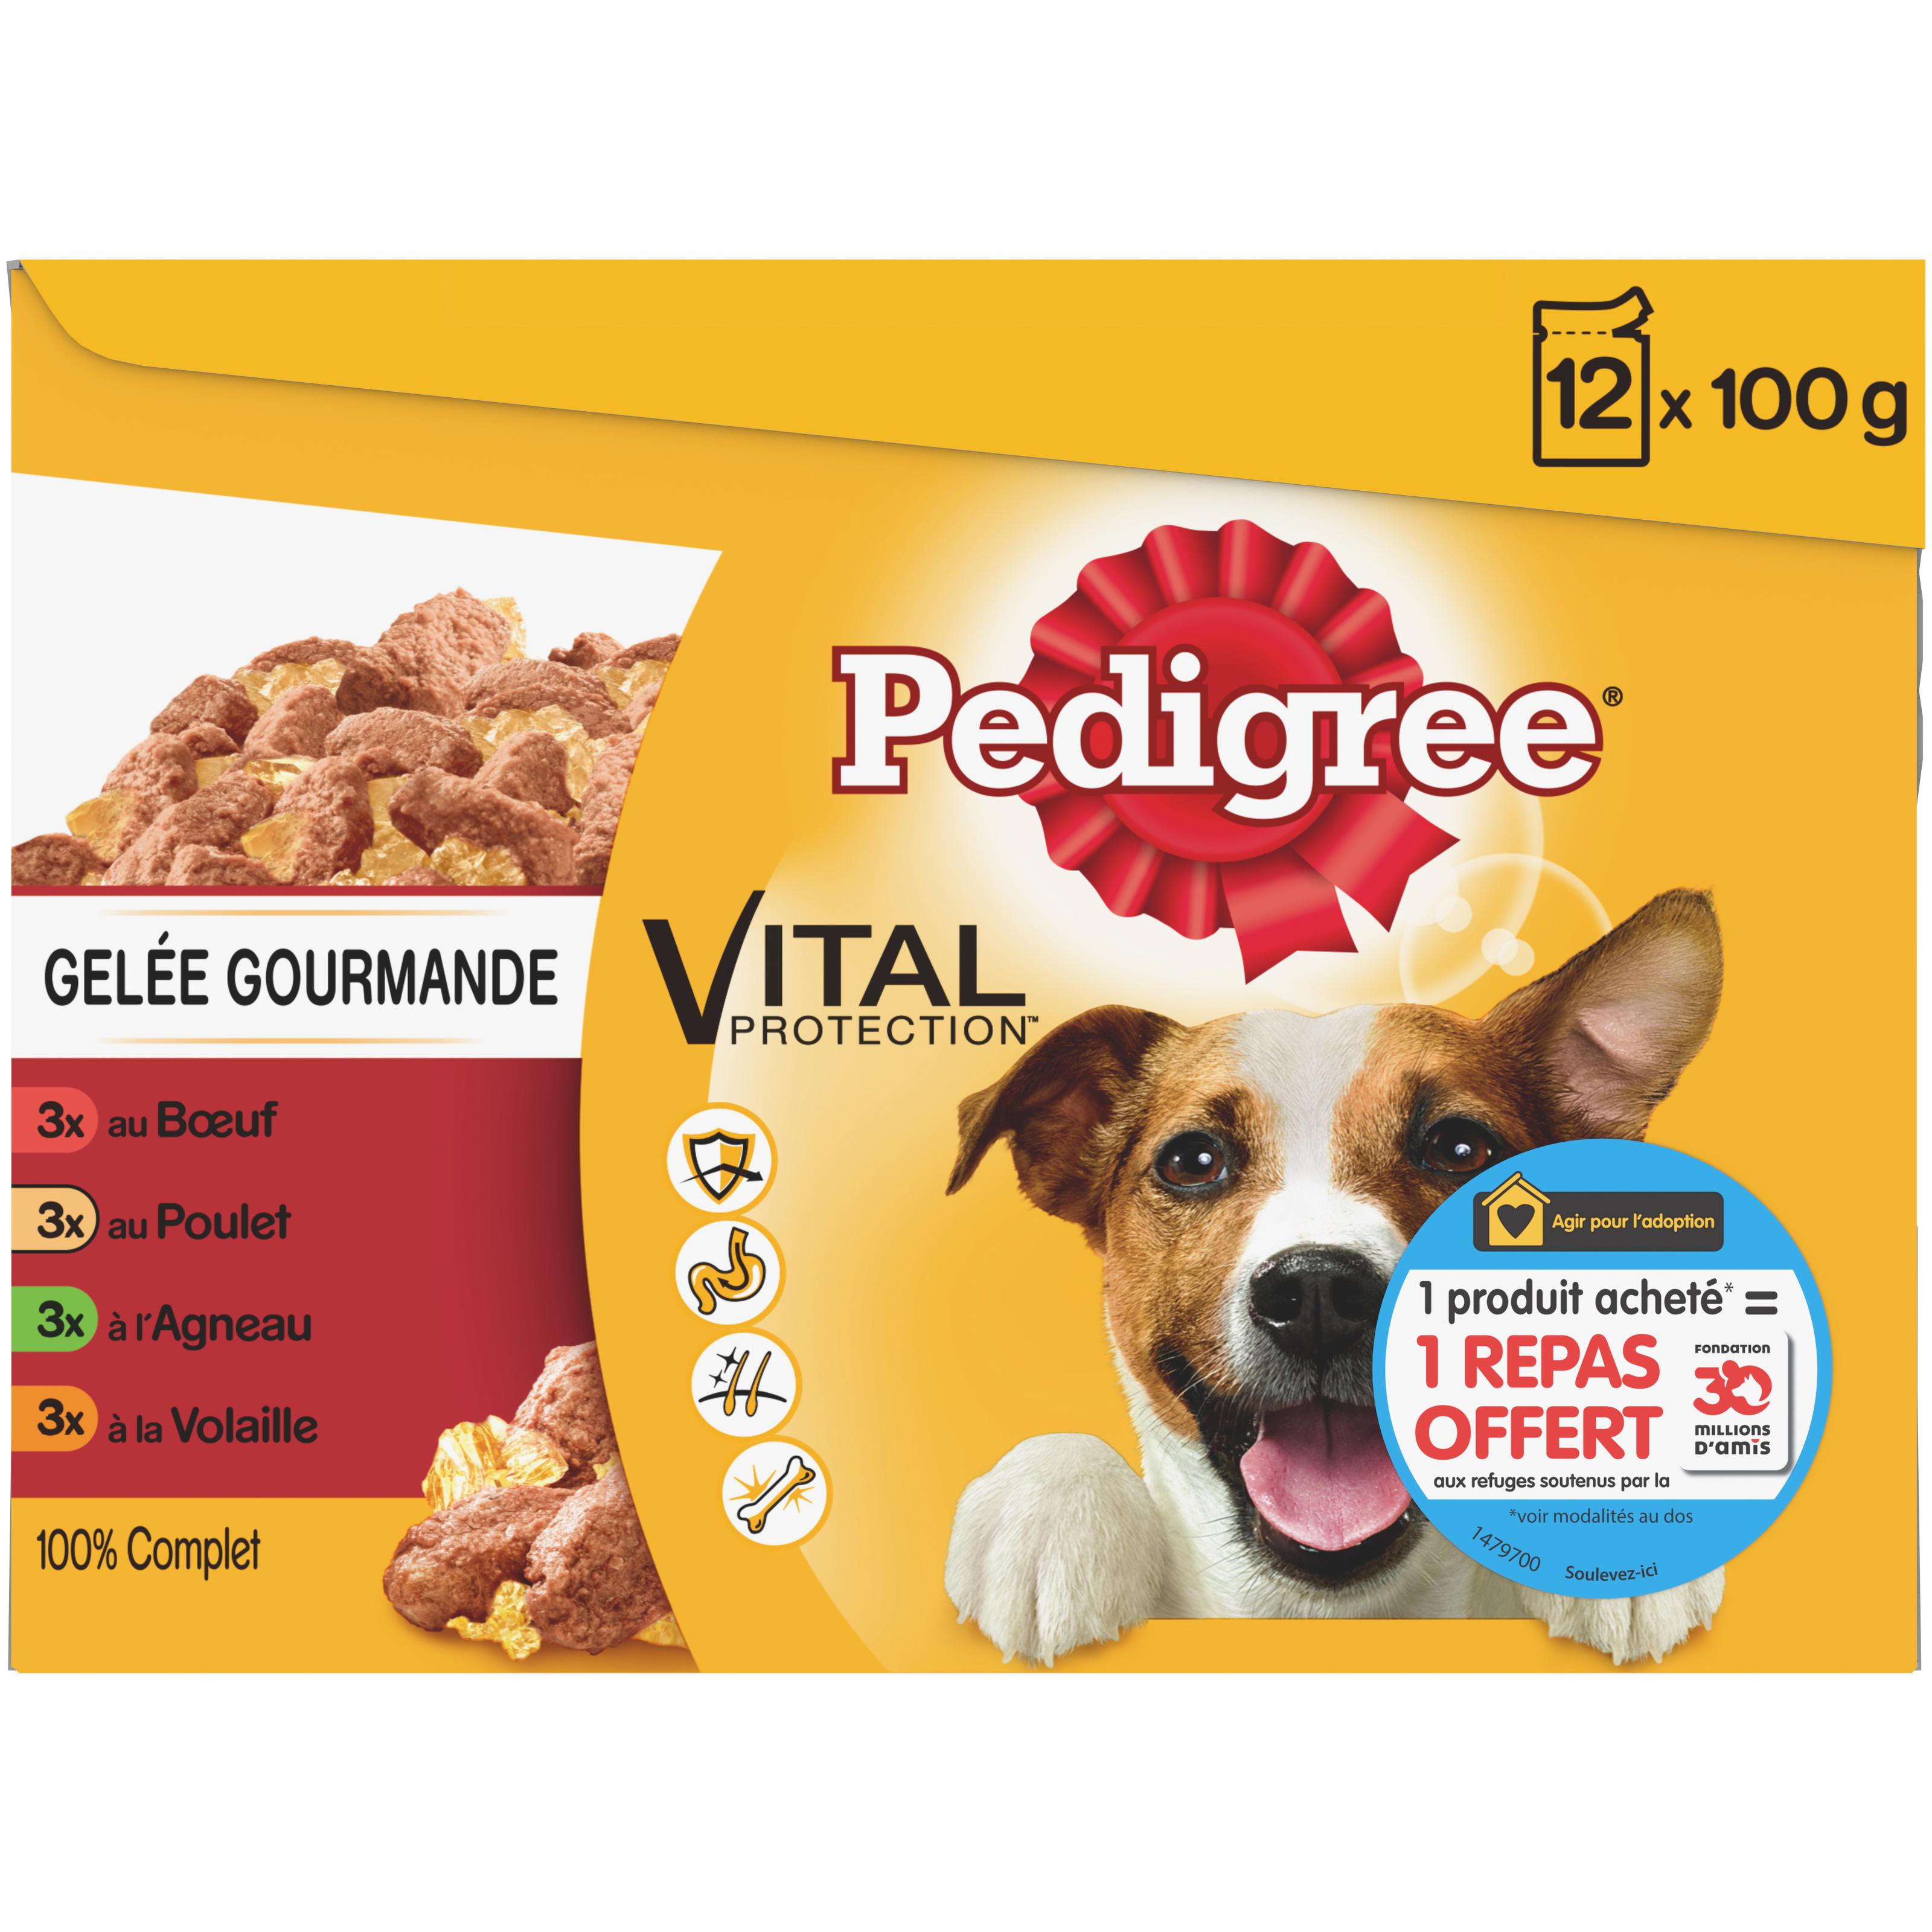 12 x 100 g
Pedigree®
VITAL
PROTECTION™
GELÉE GOURMANDE
3x au Bœuf
3x au Poulet
3x à l'Agneau
3x à la Volaille
100% Complet
Agir pour l'adoption
1 produit acheté* =
1 REPAS
OFFERT
FONDATION
30
MILLIONS
D'AMIS
aux refuges soutenus par la
*voir modalités au dos
1479700
Soulevez-ici